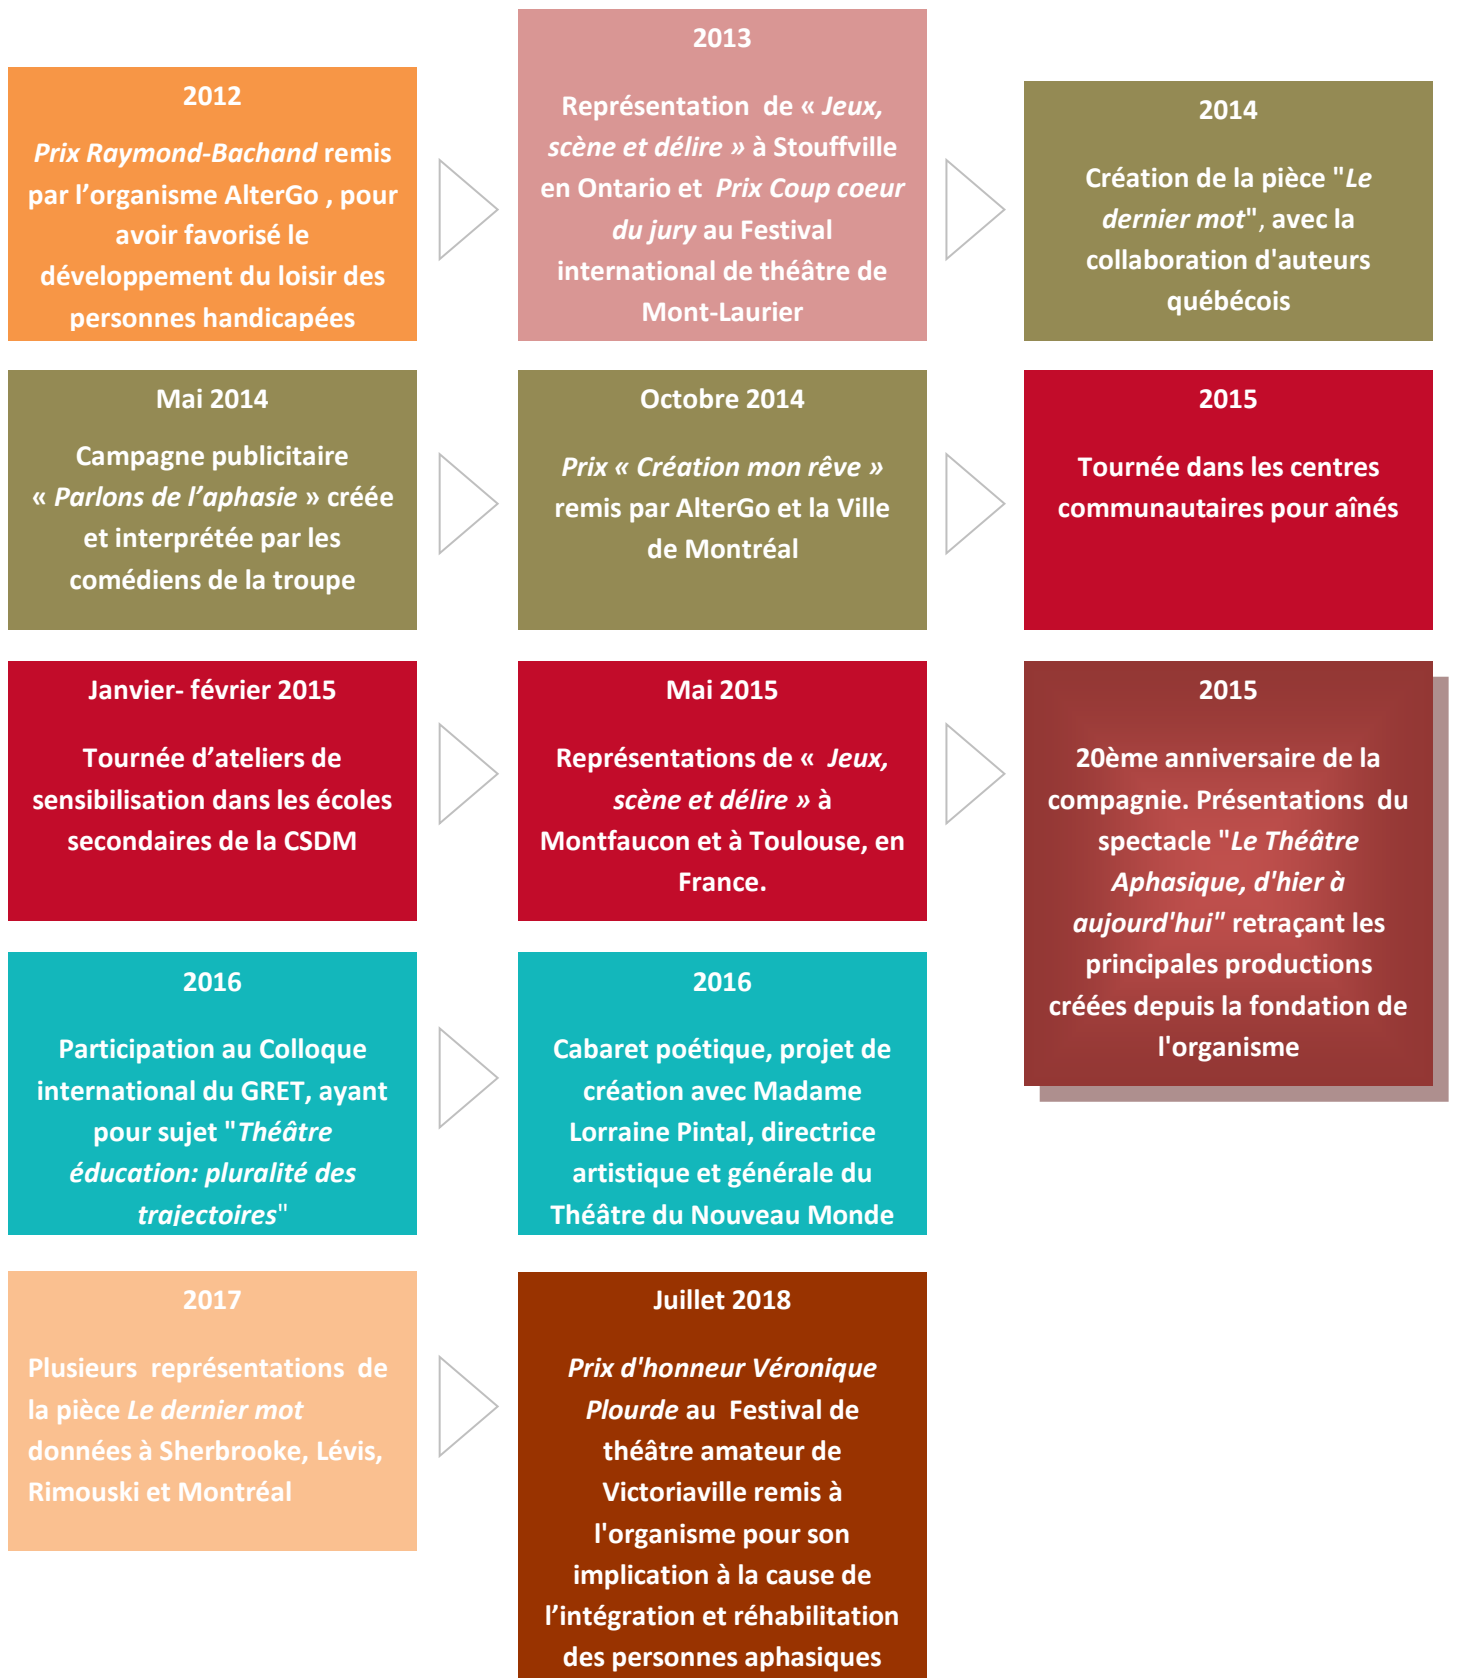 2012
Prix Raymond-Bachand remis
par l’organisme AlterGo , pour
avoir favorisé le
développement du loisir des
personnes handicapées
2013
Représentation de « Jeux,
scène et délire » à Stouffville
en Ontario et Prix Coup coeur
du jury au Festival
international de théâtre de
Mont-Laurier
2014
Création de la pièce "Le
dernier mot", avec la
collaboration d'auteurs
québécois
Mai 2014
Campagne publicitaire
« Parlons de l’aphasie » créée
et interprétée par les
comédiens de la troupe
Octobre 2014
Prix « Création mon rêve »
remis par AlterGo et la Ville
de Montréal
2015
Tournée dans les centres
communautaires pour aînés
Janvier- février 2015
Tournée d’ateliers de
sensibilisation dans les écoles
secondaires de la CSDM
Mai 2015
Représentations de « Jeux,
scène et délire » à
Montfaucon et à Toulouse, en
France.
2015
20ème anniversaire de la
compagnie. Présentations du
spectacle "Le Théâtre
Aphasique, d'hier à
aujourd'hui" retraçant les
principales productions
créées depuis la fondation de
l'organisme
2016
Participation au Colloque
international du GRET, ayant
pour sujet "Théâtre
éducation: pluralité des
trajectoires"
2016
Cabaret poétique, projet de
création avec Madame
Lorraine Pintal, directrice
artistique et générale du
Théâtre du Nouveau Monde
2017
Plusieurs représentations de
la pièce Le dernier mot
données à Sherbrooke, Lévis,
Rimouski et Montréal
Juillet 2018
Prix d'honneur Véronique
Plourde au Festival de
théâtre amateur de
Victoriaville remis à
l'organisme pour son
implication à la cause de
l’intégration et réhabilitation
des personnes aphasiques